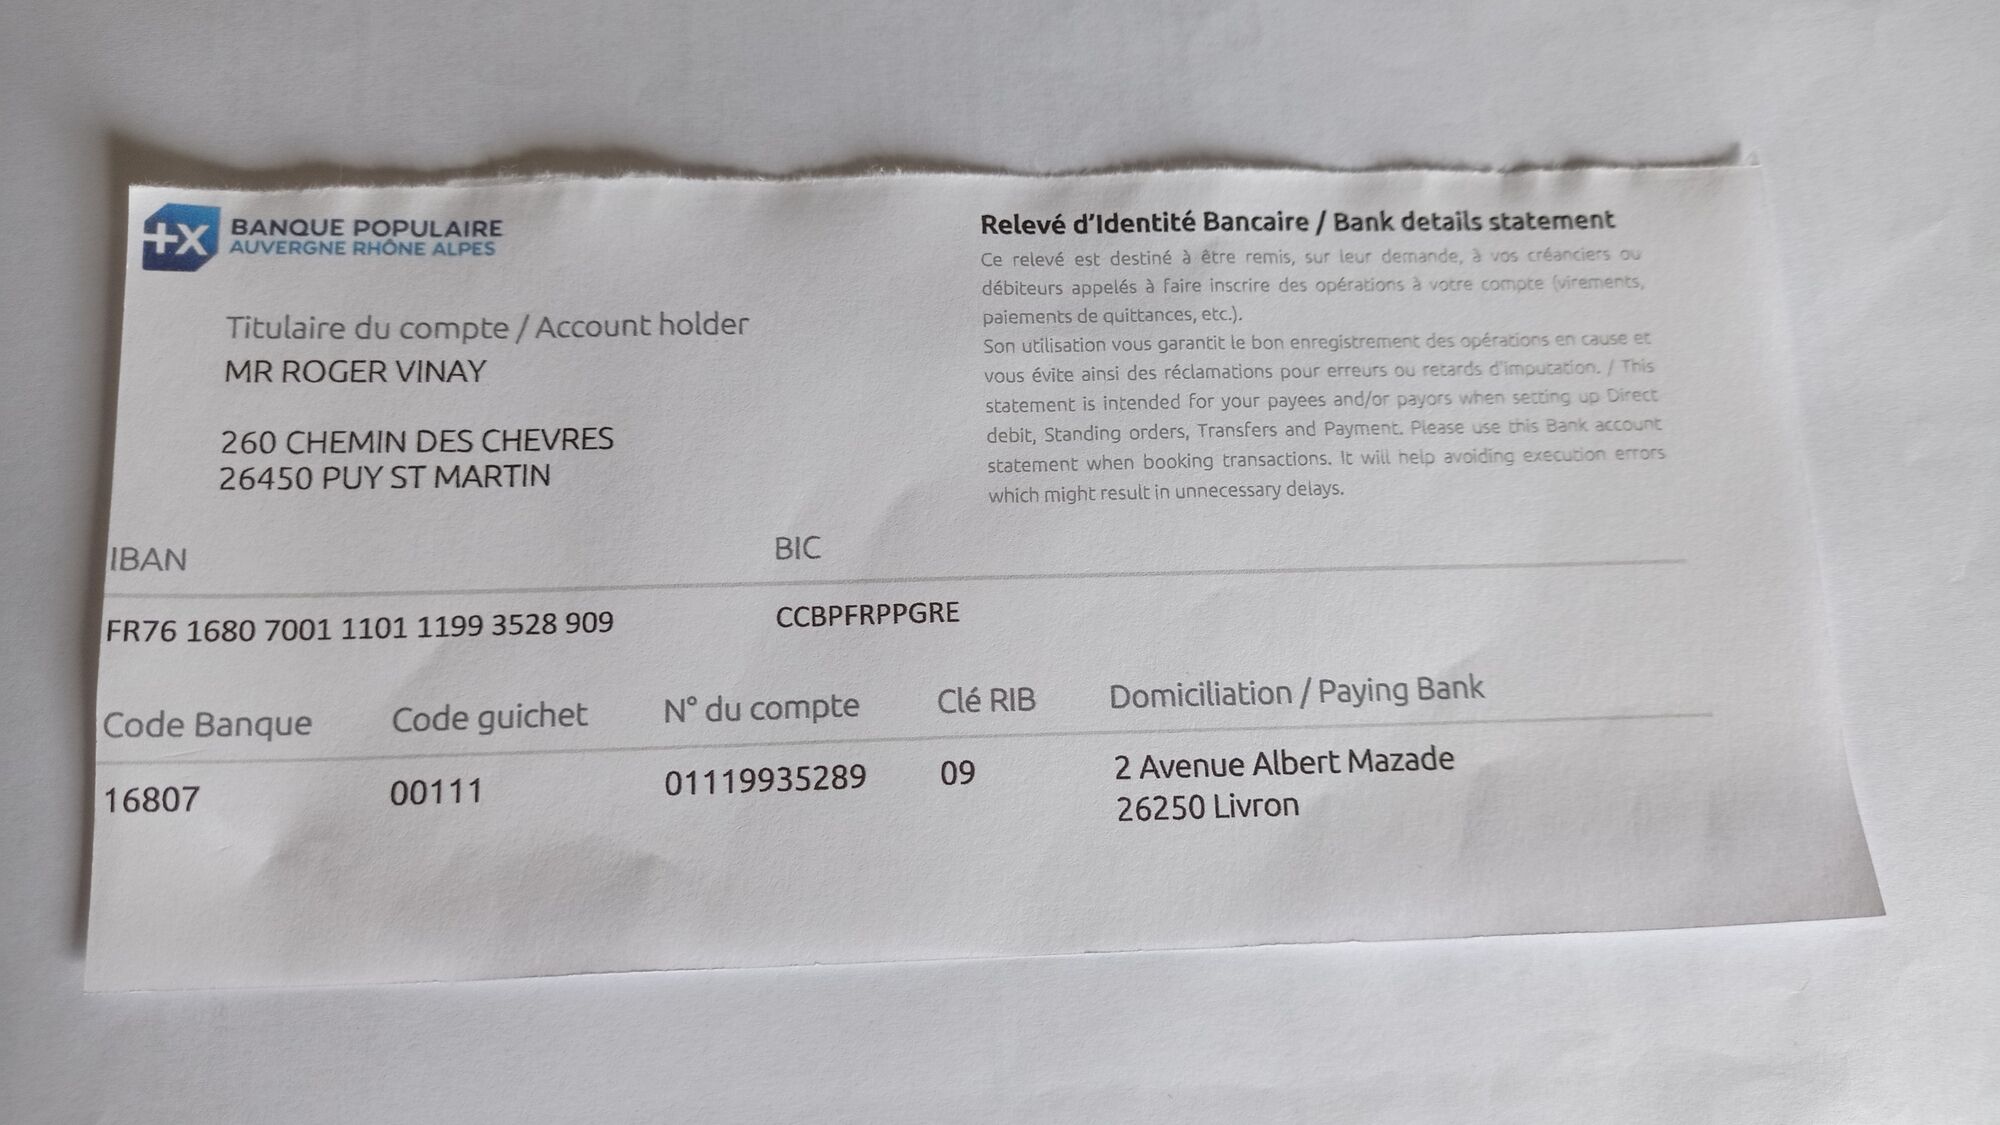 +X BANQUE POPULAIRE
AUVERGNE RHÔNE ALPES
Titulaire du compte / Account holder
MR ROGER VINAY
260 CHEMIN DES CHEVRES
26450 PUY ST MARTIN
Relevé d'Identité Bancaire / Bank details statement
Ce relevé est destiné à être remis, sur leur demande, à vos créanciers ou
débiteurs appelés à faire inscrire des opérations à votre compte (virements,
paiements de quittances, etc.).
Son utilisation vous garantit le bon enregistrement des opérations en cause et
vous évite ainsi des réclamations pour erreurs ou retards d'imputation. / This
statement is intended for your payees and/or payors when setting up Direct
debit, Standing orders, Transfers and Payment. Please use this Bank account
statement when booking transactions. It will help avoiding execution errors
which might result in unnecessary delays.
IBAN BIC
FR76 1680 7001 1101 1199 3528 909 CCBPFRPPGRE
Code Banque Code guichet N° du compte Clé RIB Domiciliation / Paying Bank
16807 00111 01119935289 09 2 Avenue Albert Mazade
26250 Livron